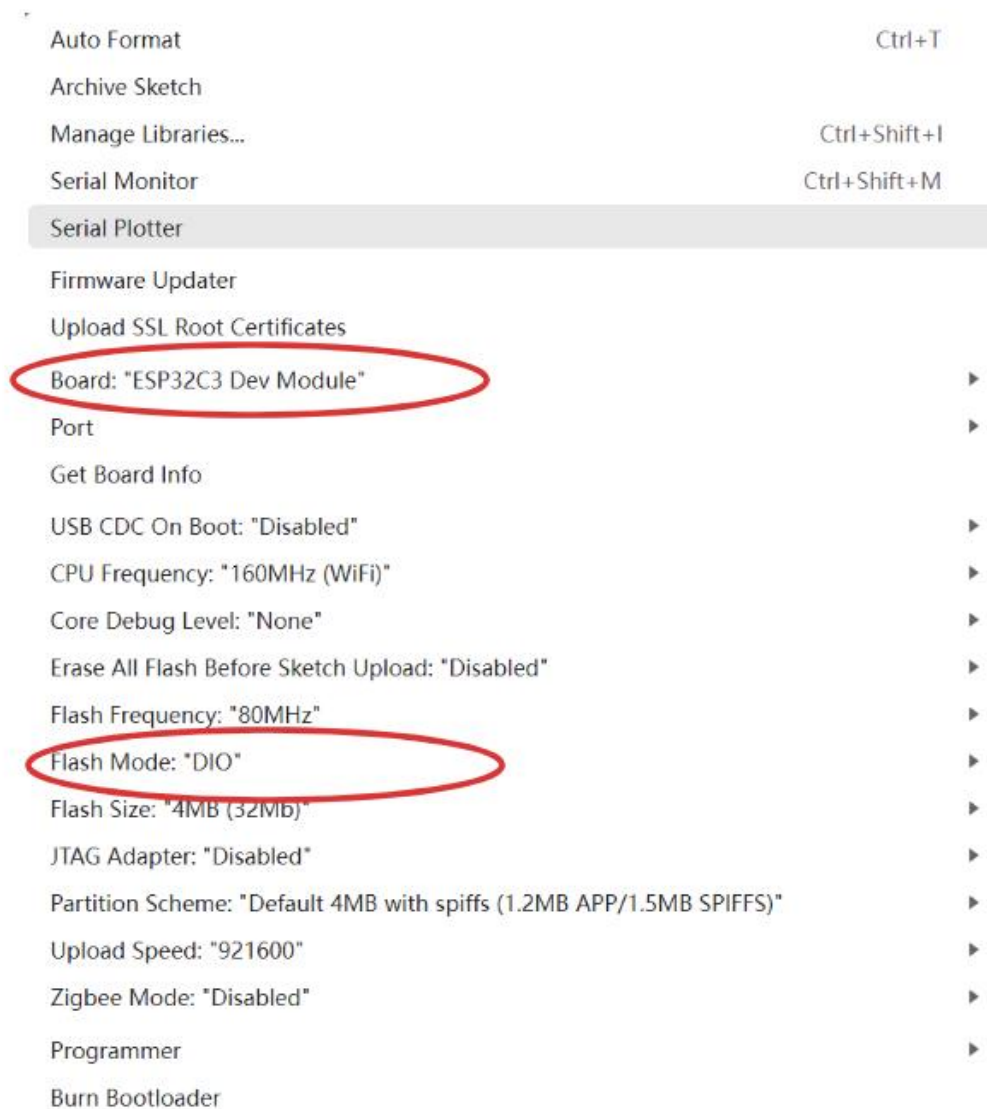 Auto Format Ctrl+T
Archive Sketch
Manage Libraries... Ctrl+Shift+I
Serial Monitor Ctrl+Shift+M
Serial Plotter
Firmware Updater
Upload SSL Root Certificates
Board: "ESP32C3 Dev Module"
Port
Get Board Info
USB CDC On Boot: "Disabled"
CPU Frequency: "160MHz (WiFi)"
Core Debug Level: "None"
Erase All Flash Before Sketch Upload: "Disabled"
Flash Frequency: "80MHz"
Flash Mode: "DIO"
Flash Size: "4MB (32Mb)"
JTAG Adapter: "Disabled"
Partition Scheme: "Default 4MB with spiffs (1.2MB APP/1.5MB SPIFFS)"
Upload Speed: "921600"
Zigbee Mode: "Disabled"
Programmer
Burn Bootloader